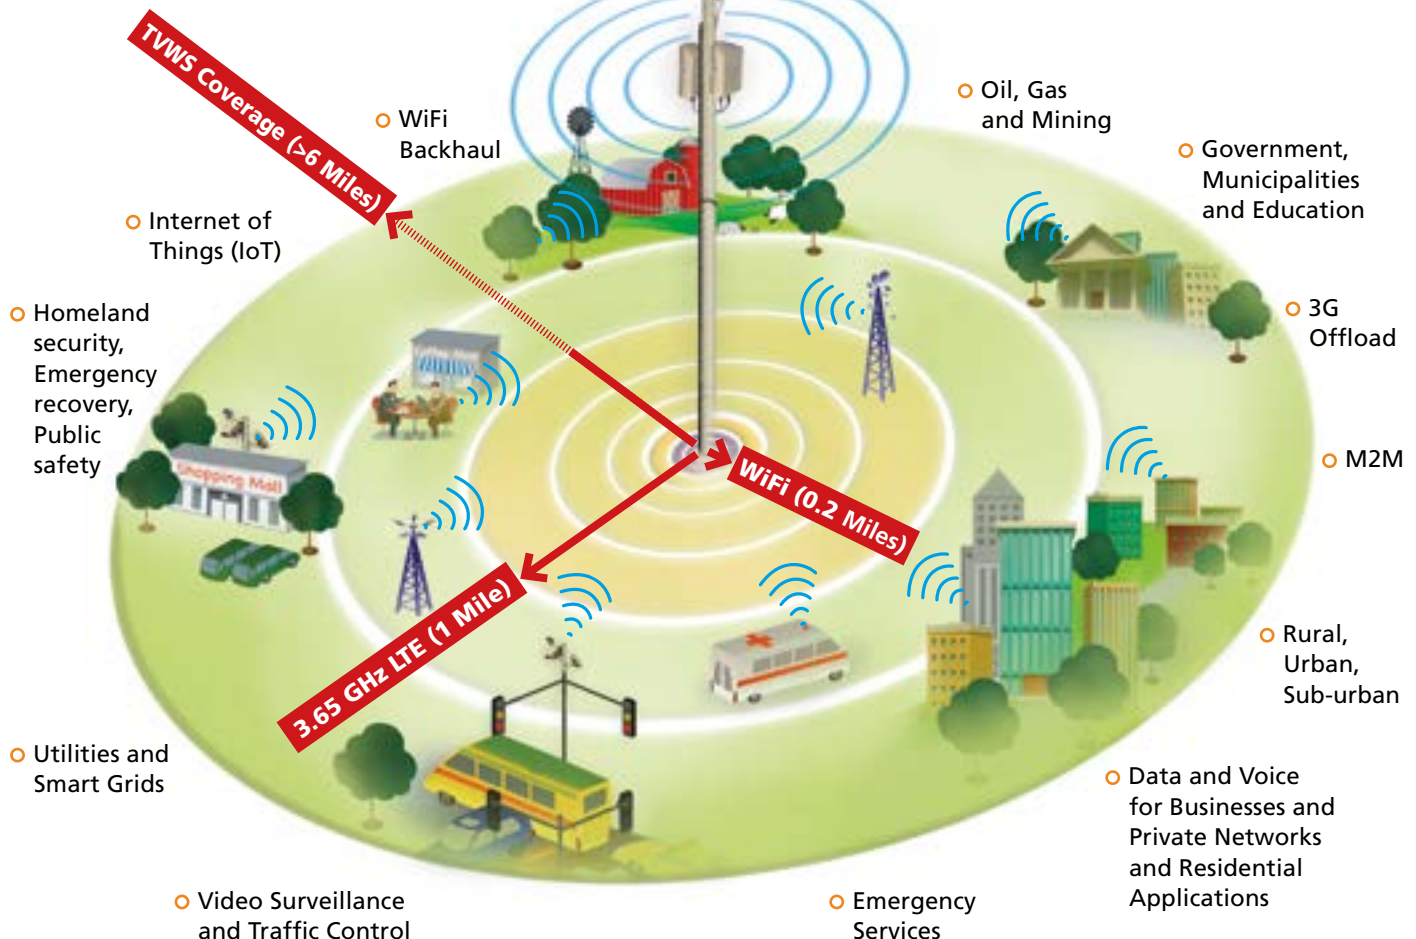 TVWS Coverage (>6 Miles)
WiFi
Backhaul
Oil, Gas
and Mining
Government,
Municipalities
and Education
Internet of
Things (IoT)
Homeland
security,
Emergency
recovery,
Public
safety
3G
Offload
Shopping Mall
M2M
WiFi (0.2 Miles)
3.65 GHz LTE (1 Mile)
Rural,
Urban,
Sub-urban
Utilities and
Smart Grids
Data and Voice
for Businesses and
Private Networks
and Residential
Applications
Video Surveillance
and Traffic Control
Emergency
Services